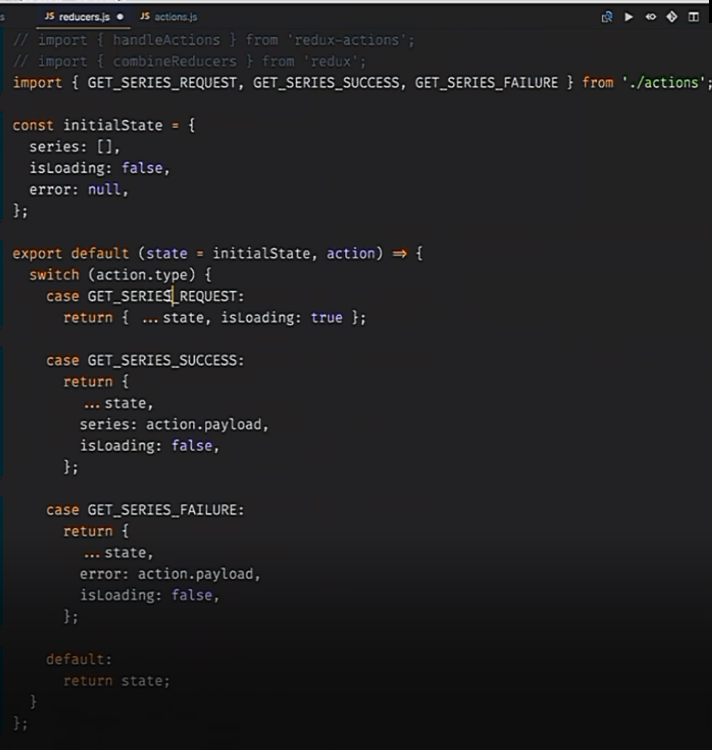 s JS reducers.js ● JS actions.js
// import { handleActions } from 'redux-actions';
// import { combineReducers } from 'redux';
import { GET_SERIES_REQUEST, GET_SERIES_SUCCESS, GET_SERIES_FAILURE } from './actions';
const initialState = {
  series: [],
  isLoading: false,
  error: null,
};
export default (state = initialState, action) => {
  switch (action.type) {
    case GET_SERIES_REQUEST:
      return { ...state, isLoading: true };
    case GET_SERIES_SUCCESS:
      return {
        ...state,
        series: action.payload,
        isLoading: false,
      };
    case GET_SERIES_FAILURE:
      return {
        ...state,
        error: action.payload,
        isLoading: false,
      };
    default:
      return state;
  }
};